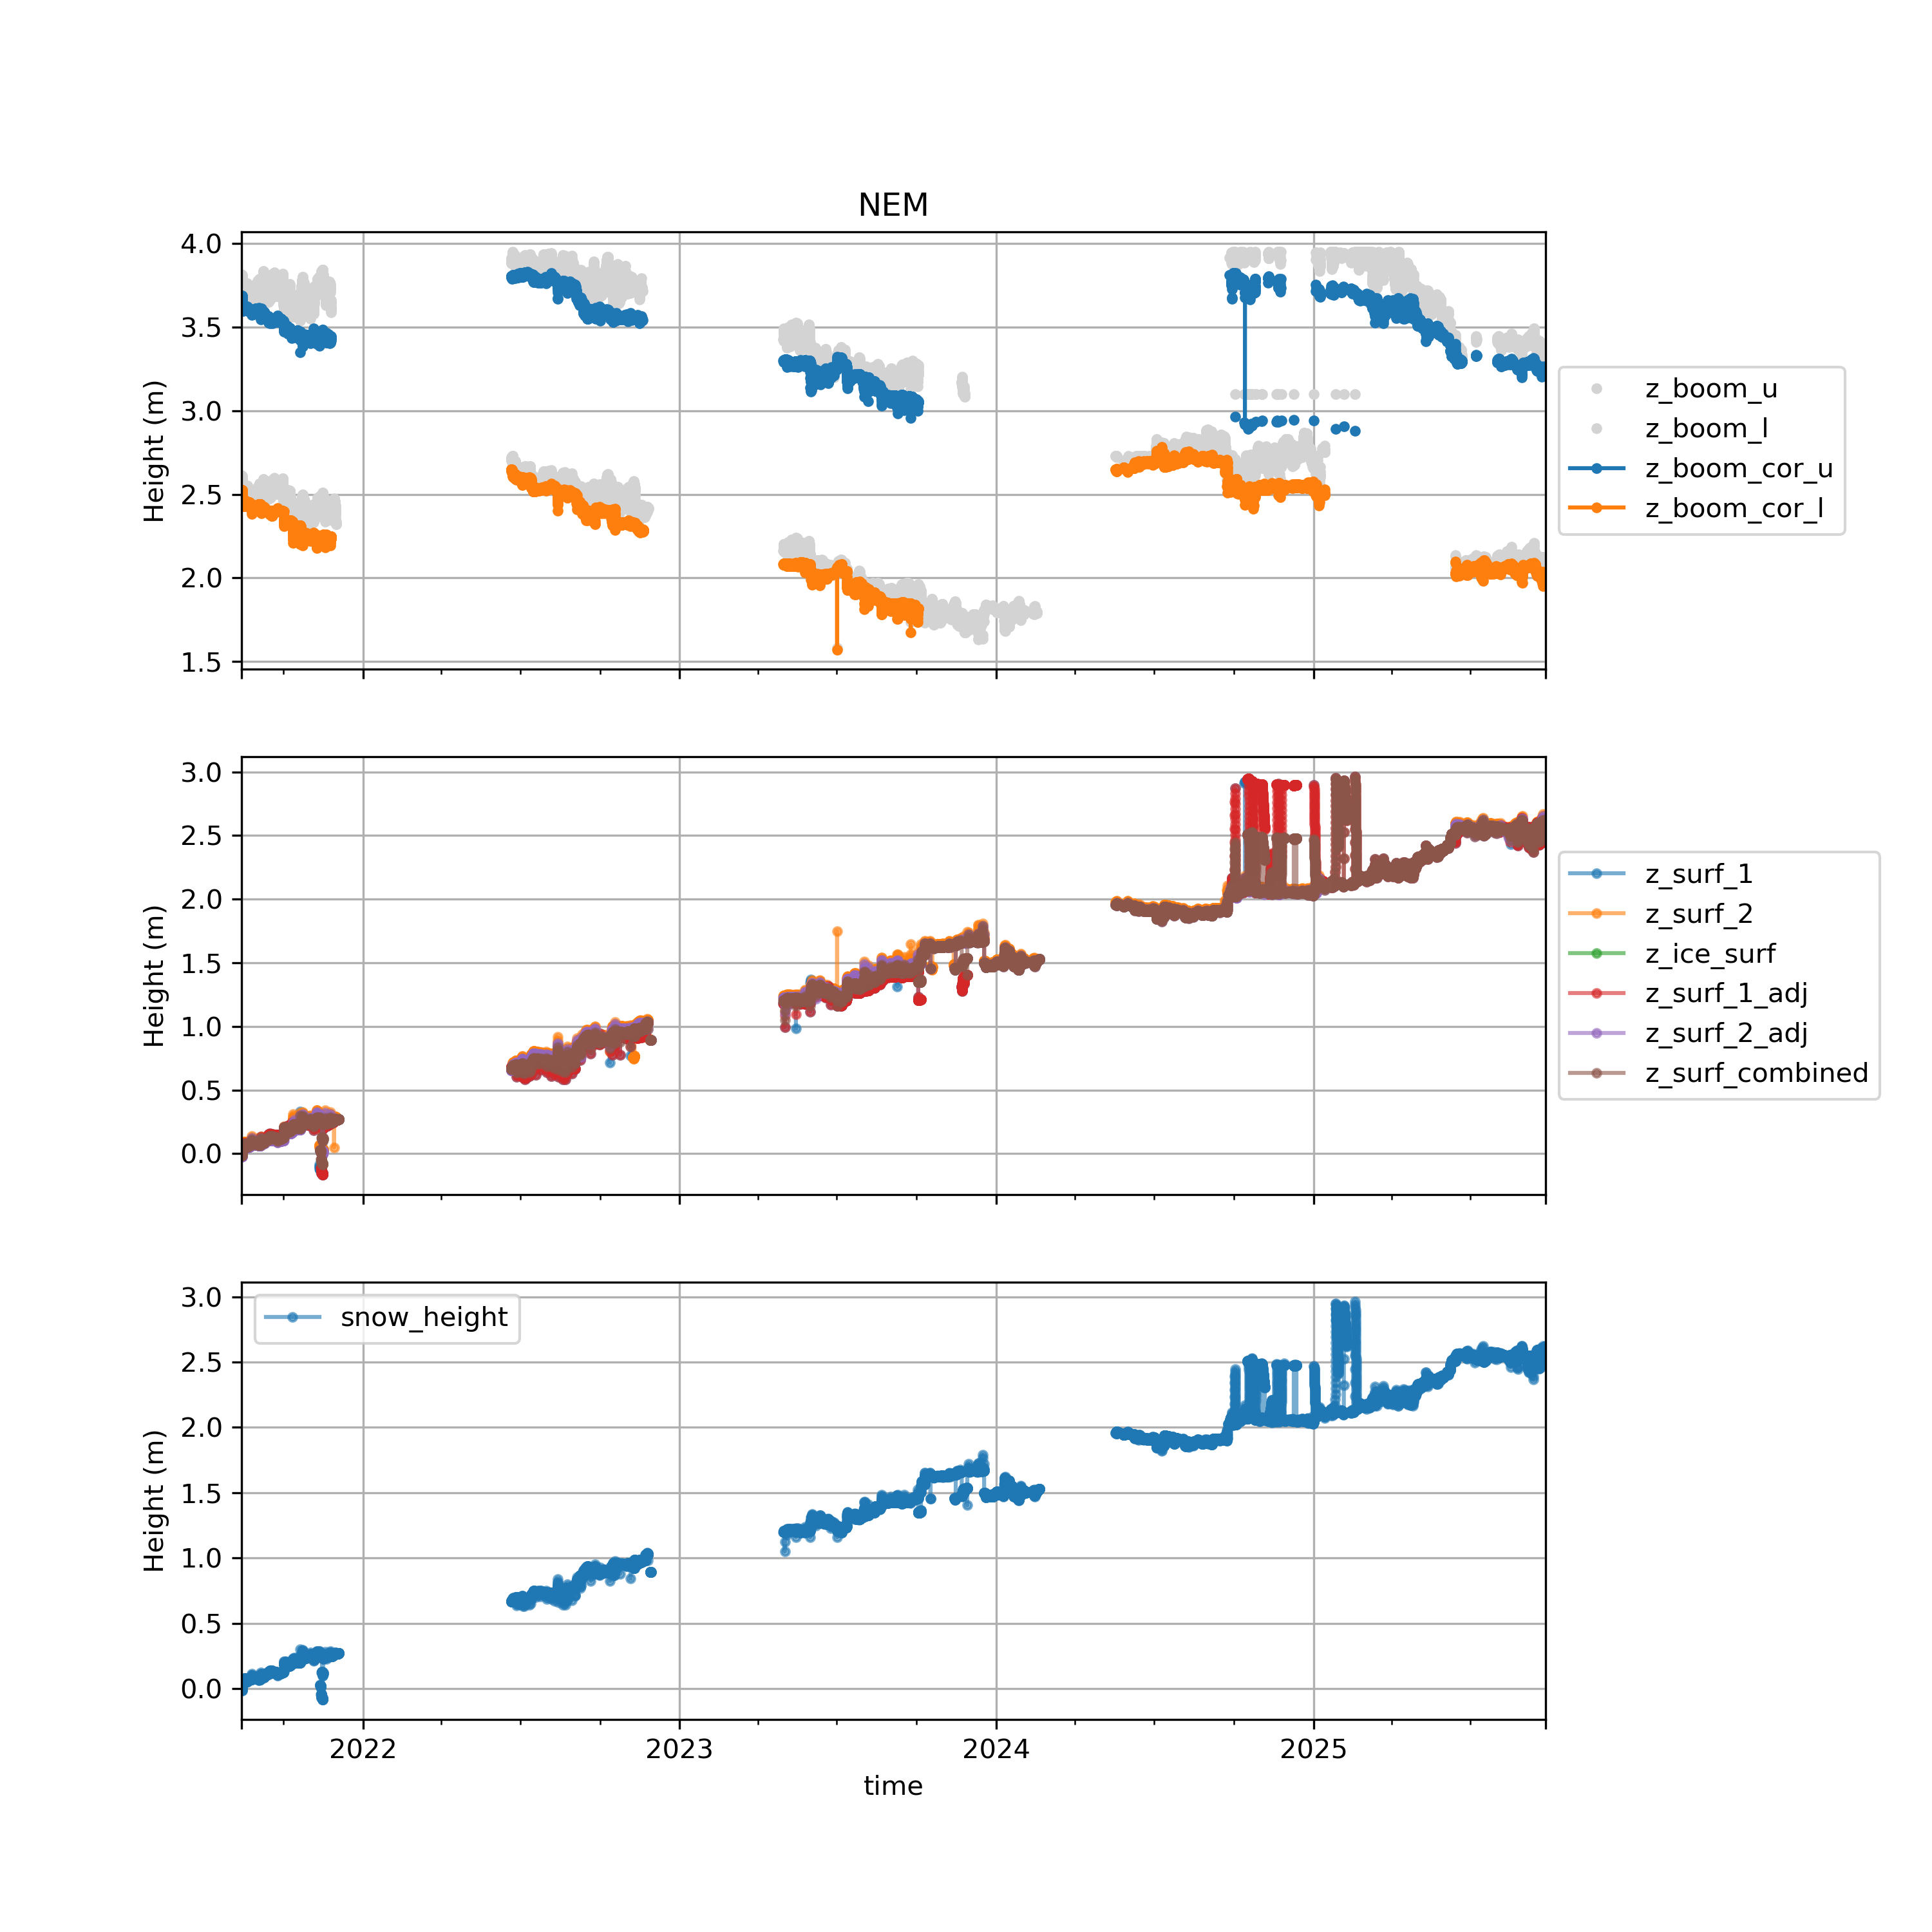 NEM
4.0
3.5
3.0
2.5
2.0
1.5
Height (m)
z_boom_u
z_boom_l
z_boom_cor_u
z_boom_cor_l
3.0
2.5
2.0
1.5
1.0
0.5
0.0
Height (m)
z_surf_1
z_surf_2
z_ice_surf
z_surf_1_adj
z_surf_2_adj
z_surf_combined
3.0
2.5
2.0
1.5
1.0
0.5
0.0
Height (m)
snow_height
2022 2023 2024 2025
time